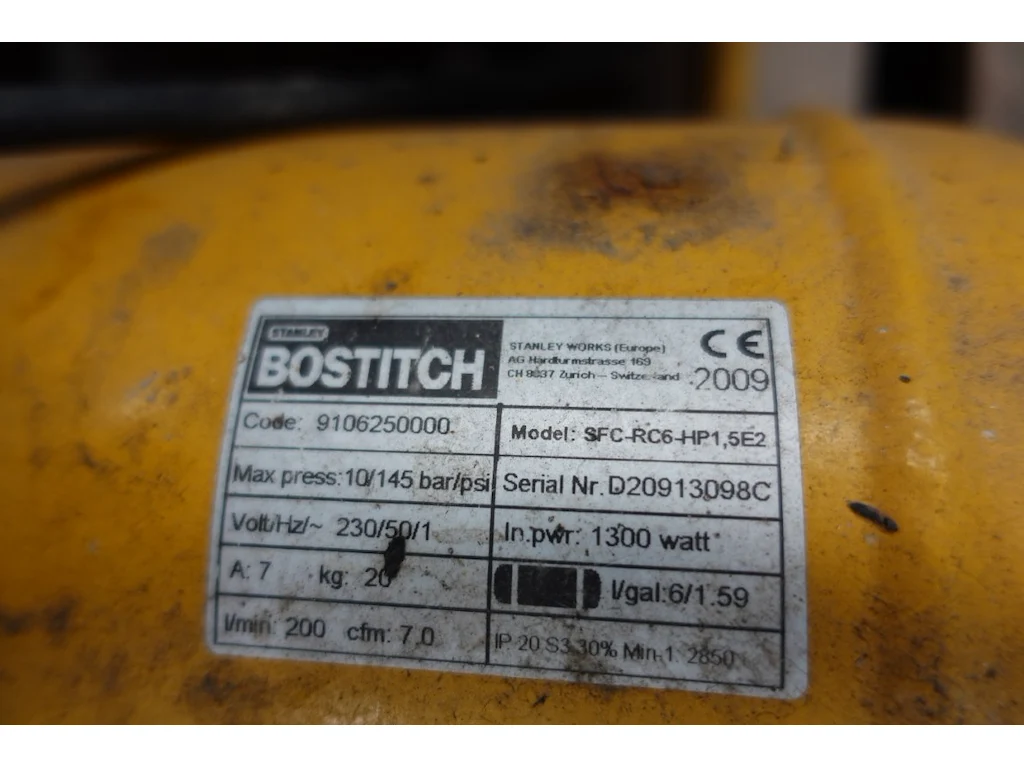 STANLEY
BOSTITCH
STANLEY WORKS (Europe)
AG Hardturmstrasse 169
CH 8037 Zurich – Switzerland
CE
2009
Code: 9106250000.
Model: SFC-RC6-HP1,5E2
Max press:10/145 bar/psi
Serial Nr. D20913098C
Volt/Hz/~ 230/50/1
In.pwr: 1300 watt
A: 7 kg: 20
l/gal:6/1.59
l/min: 200 cfm: 7.0
IP 20 S3 30% Min-1: 2850